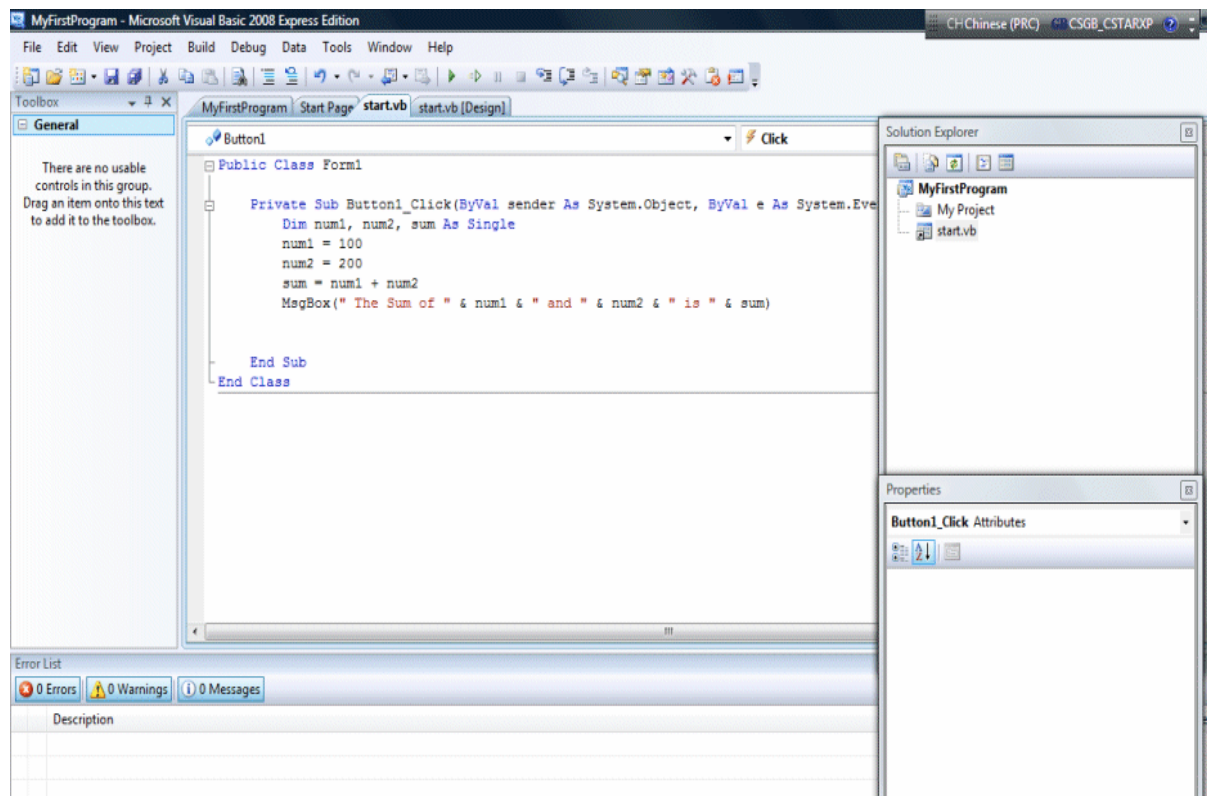 MyFirstProgram - Microsoft Visual Basic 2008 Express Edition
CH Chinese (PRC) CSGB_CSTARXP
File Edit View Project Build Debug Data Tools Window Help
Toolbox
General
There are no usable
controls in this group.
Drag an item onto this text
to add it to the toolbox.
MyFirstProgram Start Page start.vb start.vb [Design]
Button1 Click
Public Class Form1
Private Sub Button1_Click(ByVal sender As System.Object, ByVal e As System.Eve
Dim num1, num2, sum As Single
num1 = 100
num2 = 200
sum = num1 + num2
MsgBox(" The Sum of " & num1 & " and " & num2 & " is " & sum)
End Sub
End Class
Solution Explorer
MyFirstProgram
My Project
start.vb
Properties
Button1_Click Attributes
Error List
0 Errors 0 Warnings 0 Messages
Description